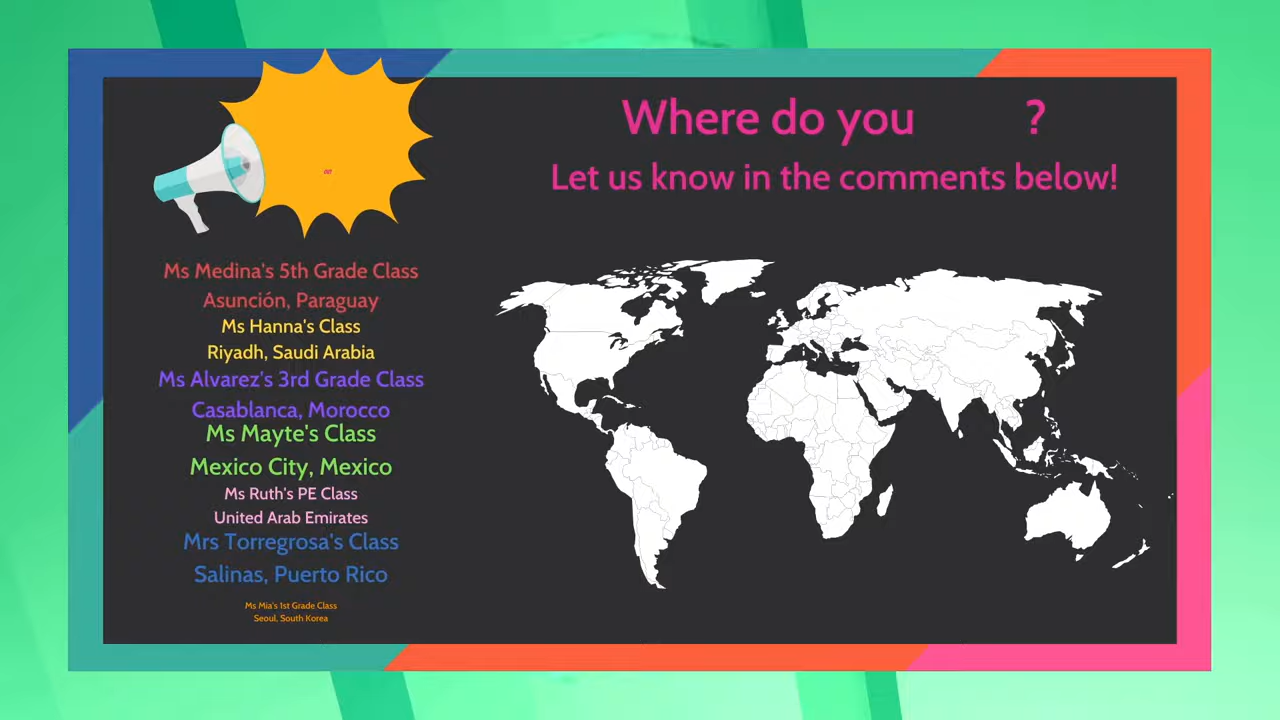 Where do you ?
Let us know in the comments below!
Ms Medina's 5th Grade Class
Asunción, Paraguay
Ms Hanna's Class
Riyadh, Saudi Arabia
Ms Alvarez's 3rd Grade Class
Casablanca, Morocco
Ms Mayte's Class
Mexico City, Mexico
Ms Ruth's PE Class
United Arab Emirates
Mrs Torregrosa's Class
Salinas, Puerto Rico
Ms Mia's 1st Grade Class
Seoul, South Korea